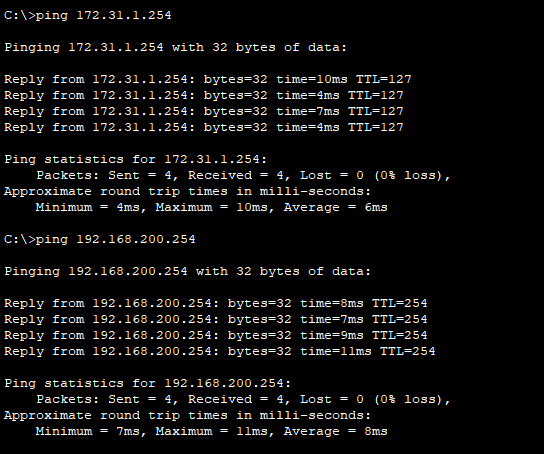 C:\>ping 172.31.1.254
Pinging 172.31.1.254 with 32 bytes of data:
Reply from 172.31.1.254: bytes=32 time=10ms TTL=127
Reply from 172.31.1.254: bytes=32 time=4ms TTL=127
Reply from 172.31.1.254: bytes=32 time=7ms TTL=127
Reply from 172.31.1.254: bytes=32 time=4ms TTL=127
Ping statistics for 172.31.1.254:
    Packets: Sent = 4, Received = 4, Lost = 0 (0% loss),
Approximate round trip times in milli-seconds:
    Minimum = 4ms, Maximum = 10ms, Average = 6ms
C:\>ping 192.168.200.254
Pinging 192.168.200.254 with 32 bytes of data:
Reply from 192.168.200.254: bytes=32 time=8ms TTL=254
Reply from 192.168.200.254: bytes=32 time=7ms TTL=254
Reply from 192.168.200.254: bytes=32 time=9ms TTL=254
Reply from 192.168.200.254: bytes=32 time=11ms TTL=254
Ping statistics for 192.168.200.254:
    Packets: Sent = 4, Received = 4, Lost = 0 (0% loss),
Approximate round trip times in milli-seconds:
    Minimum = 7ms, Maximum = 11ms, Average = 8ms